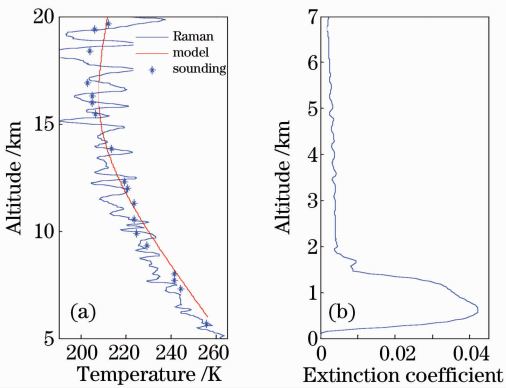 20
15
10
5
Altitude /km
Raman
model
sounding
(a)
200
220
240
260
Temperature /K
7
6
5
4
3
2
1
0
Altitude /km
(b)
0
0.02
0.04
Extinction coefficient